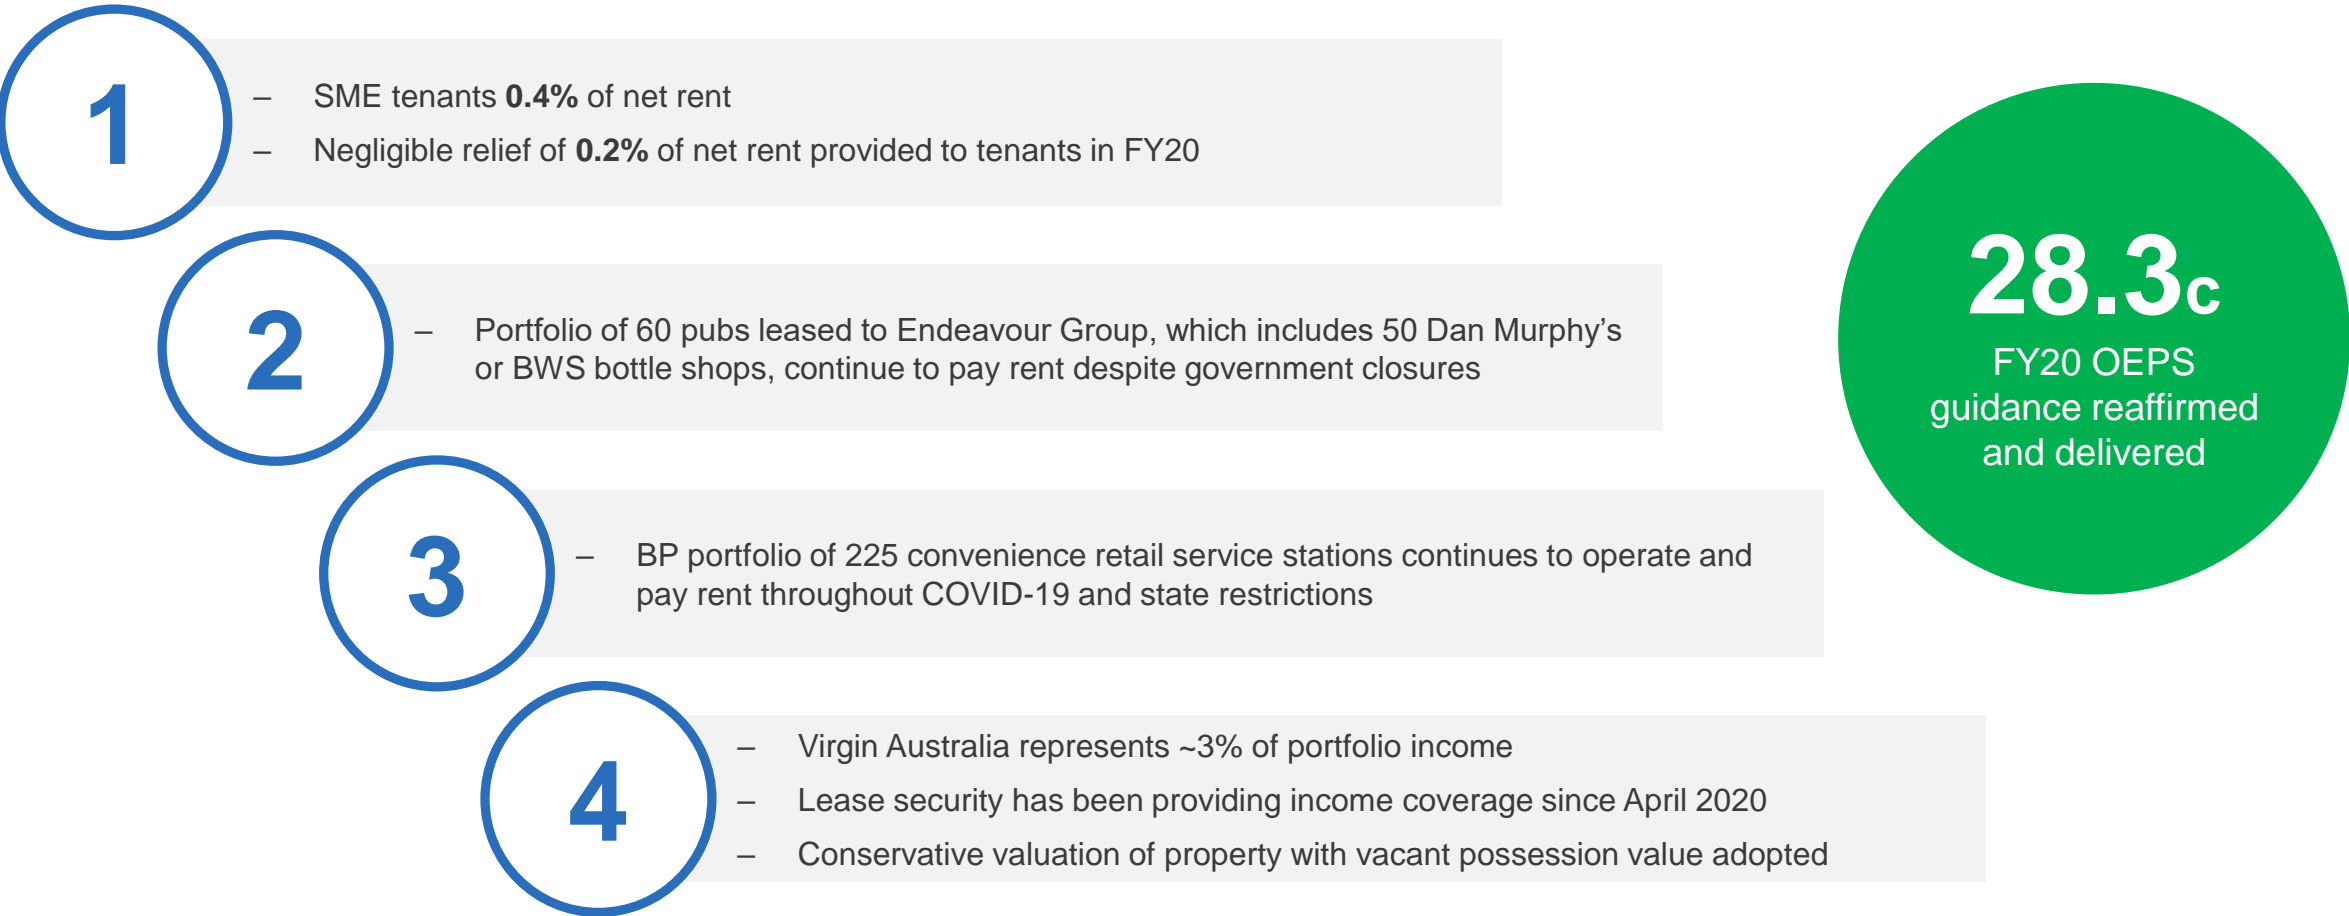 1
– SME tenants 0.4% of net rent
– Negligible relief of 0.2% of net rent provided to tenants in FY20
2
– Portfolio of 60 pubs leased to Endeavour Group, which includes 50 Dan Murphy’s
or BWS bottle shops, continue to pay rent despite government closures
3
– BP portfolio of 225 convenience retail service stations continues to operate and
pay rent throughout COVID-19 and state restrictions
4
– Virgin Australia represents ~3% of portfolio income
– Lease security has been providing income coverage since April 2020
– Conservative valuation of property with vacant possession value adopted
28.3c
FY20 OEPS
guidance reaffirmed
and delivered